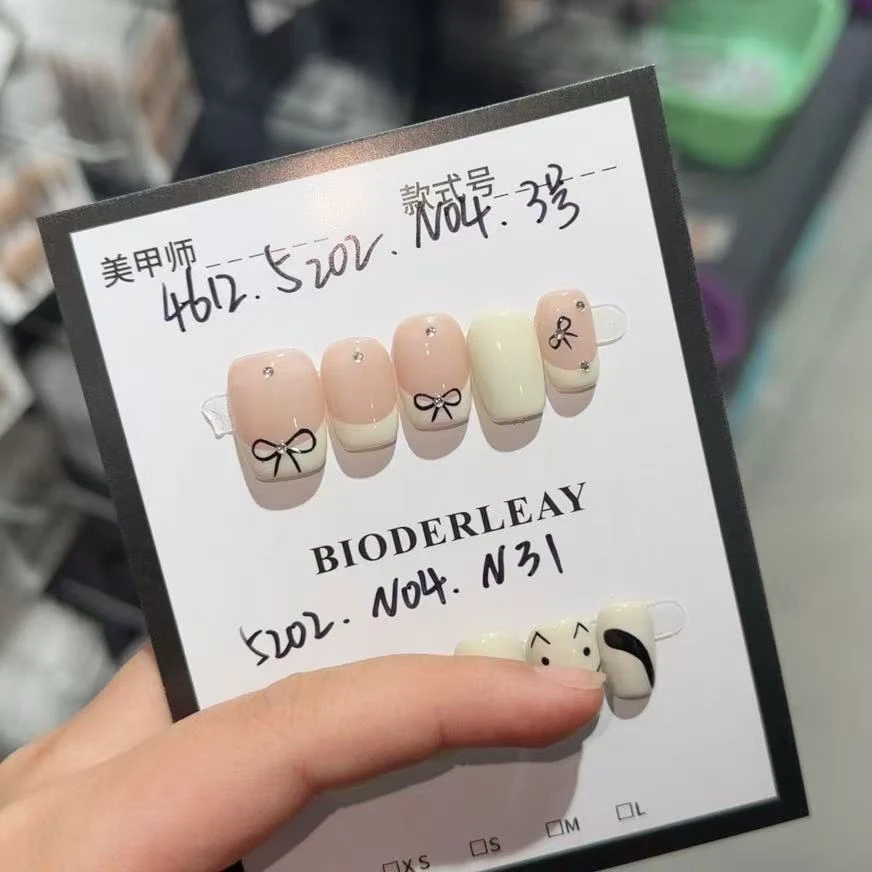 款式号
美甲师
4612.5202.N04.3号
BIODERLEAY
5202.N04.N31
□XS □S □M □L